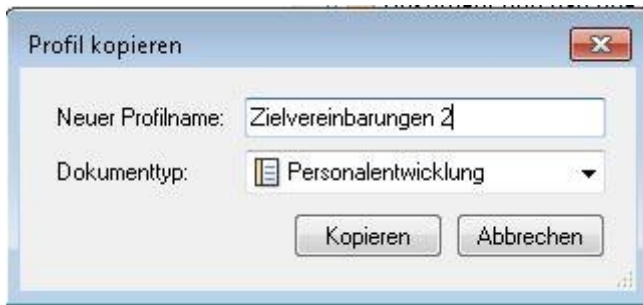 Profil kopieren
Neuer Profilname: Zielvereinbarungen 2
Dokumenttyp: Personalentwicklung
Kopieren Abbrechen